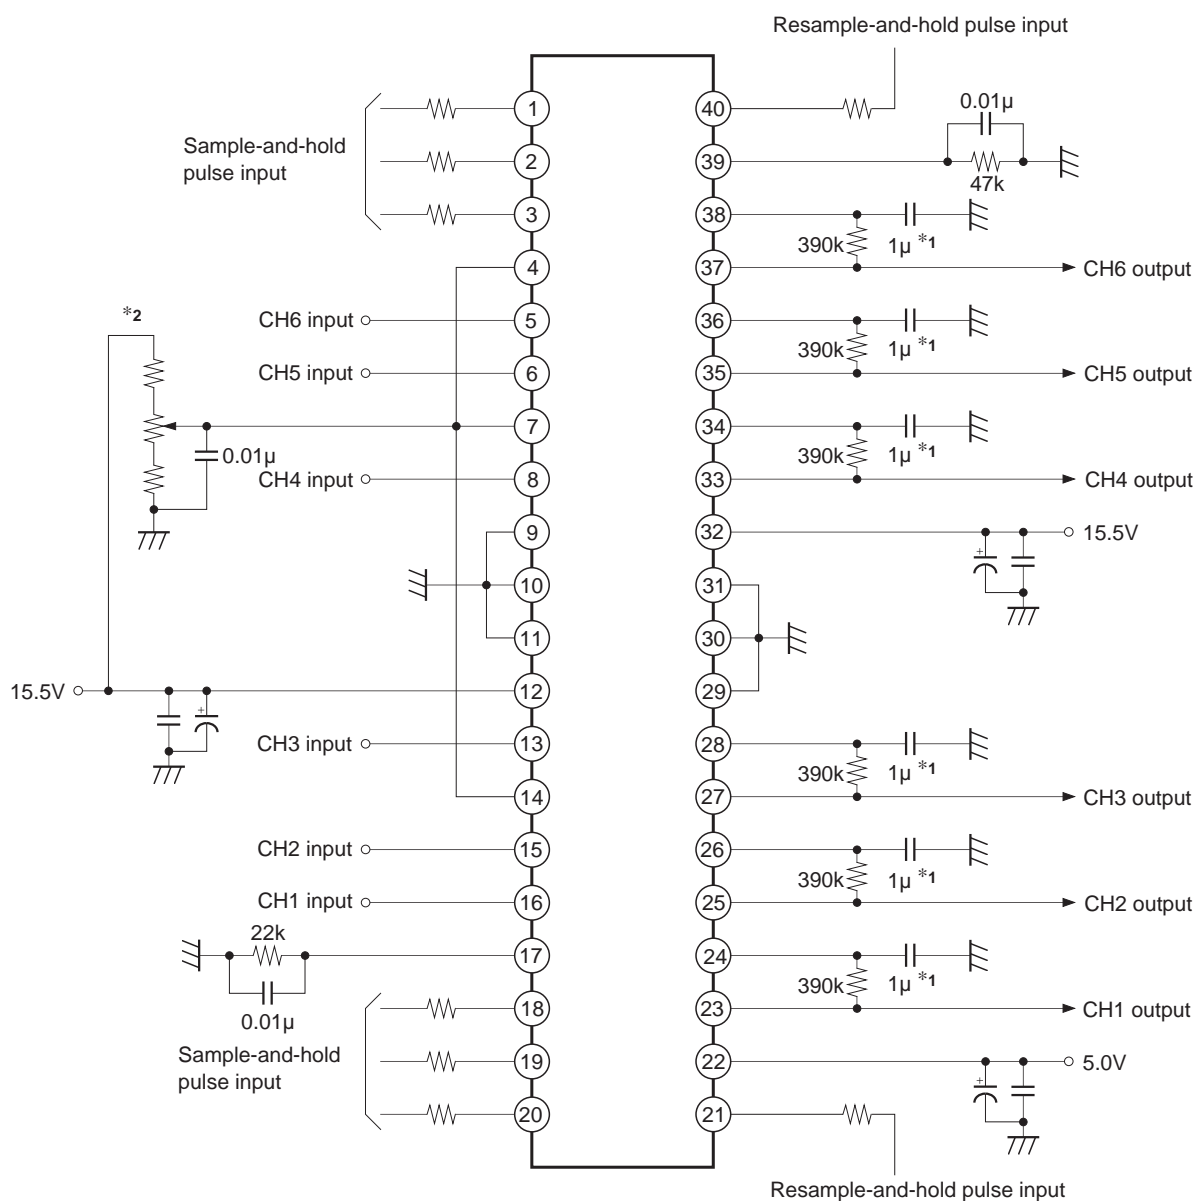 Resample-and-hold pulse input
1
40
0.01µ
Sample-and-hold
pulse input
2
39
47k
3
38
390k
1µ *1
4
37
CH6 output
*2
CH6 input
5
36
390k
1µ *1
CH5 input
6
35
CH5 output
7
34
0.01µ
390k
1µ *1
CH4 input
8
33
CH4 output
9
32
+
15.5V
10
31
11
30
15.5V
12
29
+
CH3 input
13
28
390k
1µ *1
14
27
CH3 output
CH2 input
15
26
390k
1µ *1
CH1 input
16
25
CH2 output
22k
17
24
390k
1µ *1
0.01µ
18
23
CH1 output
Sample-and-hold
pulse input
19
22
+
5.0V
20
21
Resample-and-hold pulse input